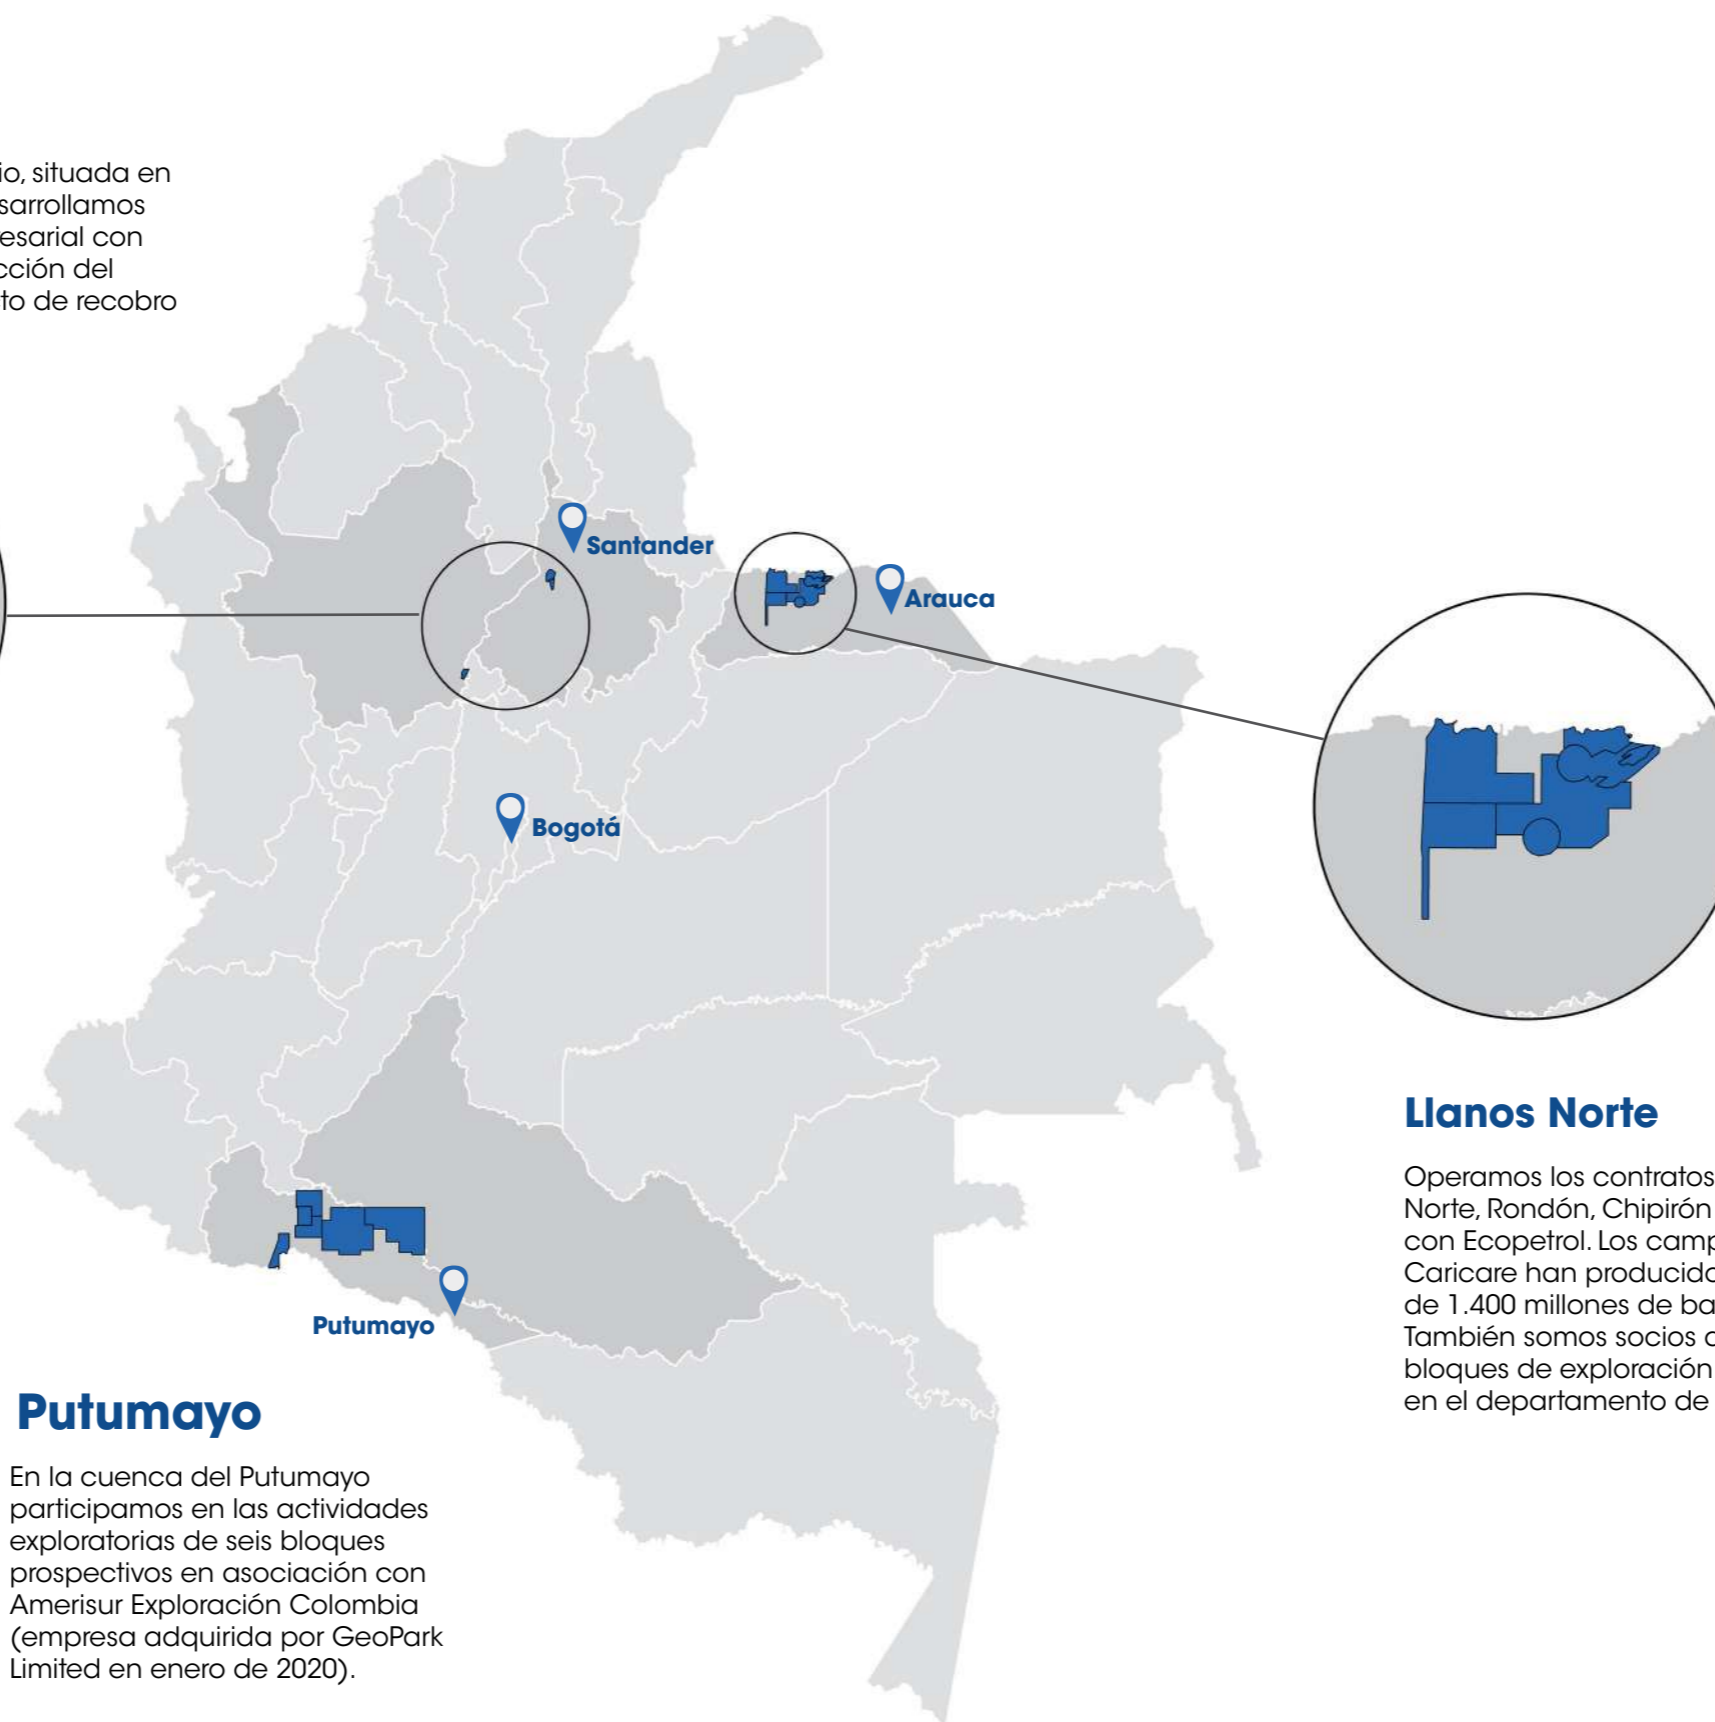 io, situada en
sarrollamos
esarial con
cción del
to de recobro
Santander
Arauca
Bogotá
Putumayo
Putumayo
En la cuenca del Putumayo
participamos en las actividades
exploratorias de seis bloques
prospectivos en asociación con
Amerisur Exploración Colombia
(empresa adquirida por GeoPark
Limited en enero de 2020).
Llanos Norte
Operamos los contratos
Norte, Rondón, Chipirón
con Ecopetrol. Los camp
Caricare han producido
de 1.400 millones de ba
También somos socios
bloques de exploración
en el departamento de